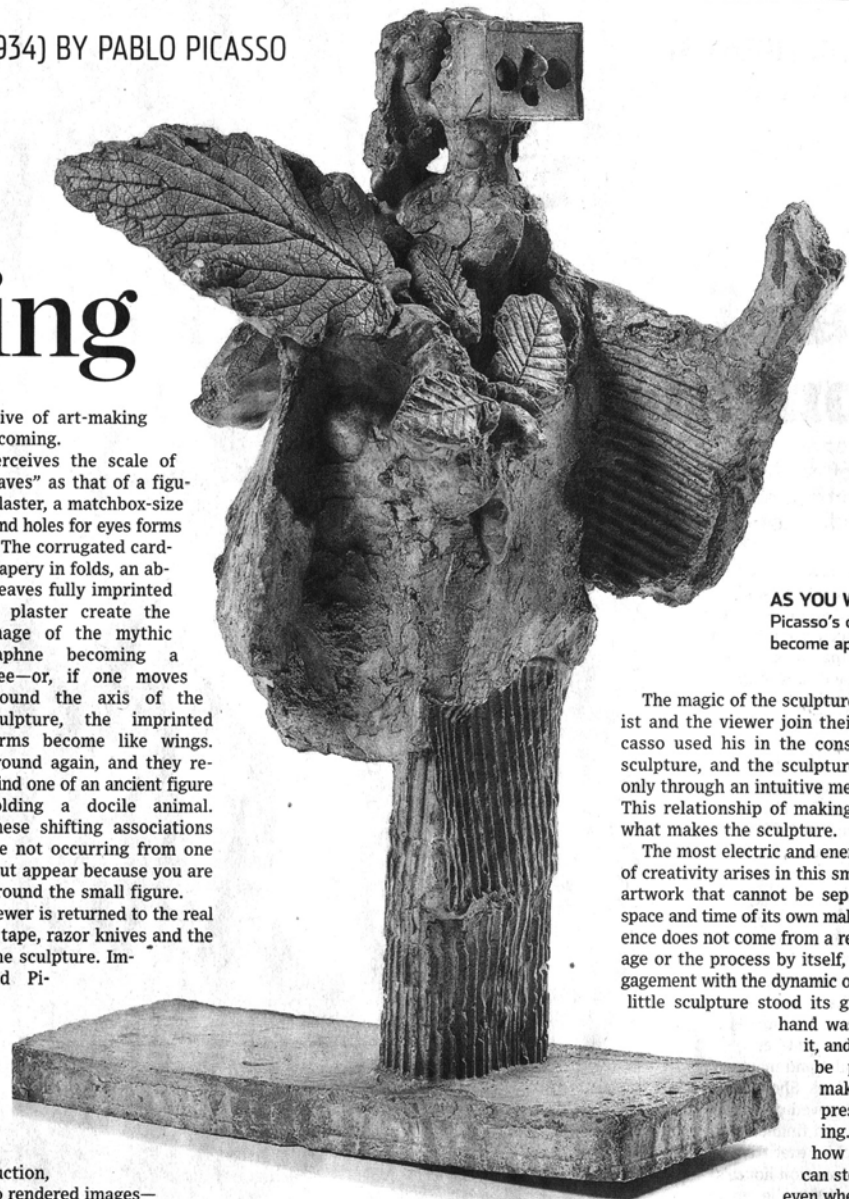 934) BY PABLO PICASSO
ing
ive of art-making
coming.
erceives the scale of
aves” as that of a figu-
laster, a matchbox-size
nd holes for eyes forms
The corrugated card-
apery in folds, an ab-
eaves fully imprinted
plaster create the
nage of the mythic
aphne becoming a
ee—or, if one moves
ound the axis of the
ulpture, the imprinted
rms become like wings.
round again, and they re-
ind one of an ancient figure
olding a docile animal.
hese shifting associations
e not occurring from one
ut appear because you are
round the small figure.
ewer is returned to the real
tape, razor knives and the
ne sculpture. Im-
d Pi-
uction,
o rendered images—
AS YOU W
Picasso’s c
become ap
The magic of the sculpture
ist and the viewer join thei
casso used his in the cons
sculpture, and the sculptur
only through an intuitive me
This relationship of making
what makes the sculpture.
The most electric and ener
of creativity arises in this sm
artwork that cannot be sep
space and time of its own mal
ence does not come from a re
age or the process by itself,
gagement with the dynamic o
little sculpture stood its g
hand wa
it, and
be p
mak
pres
ing.
how
can st
even wha